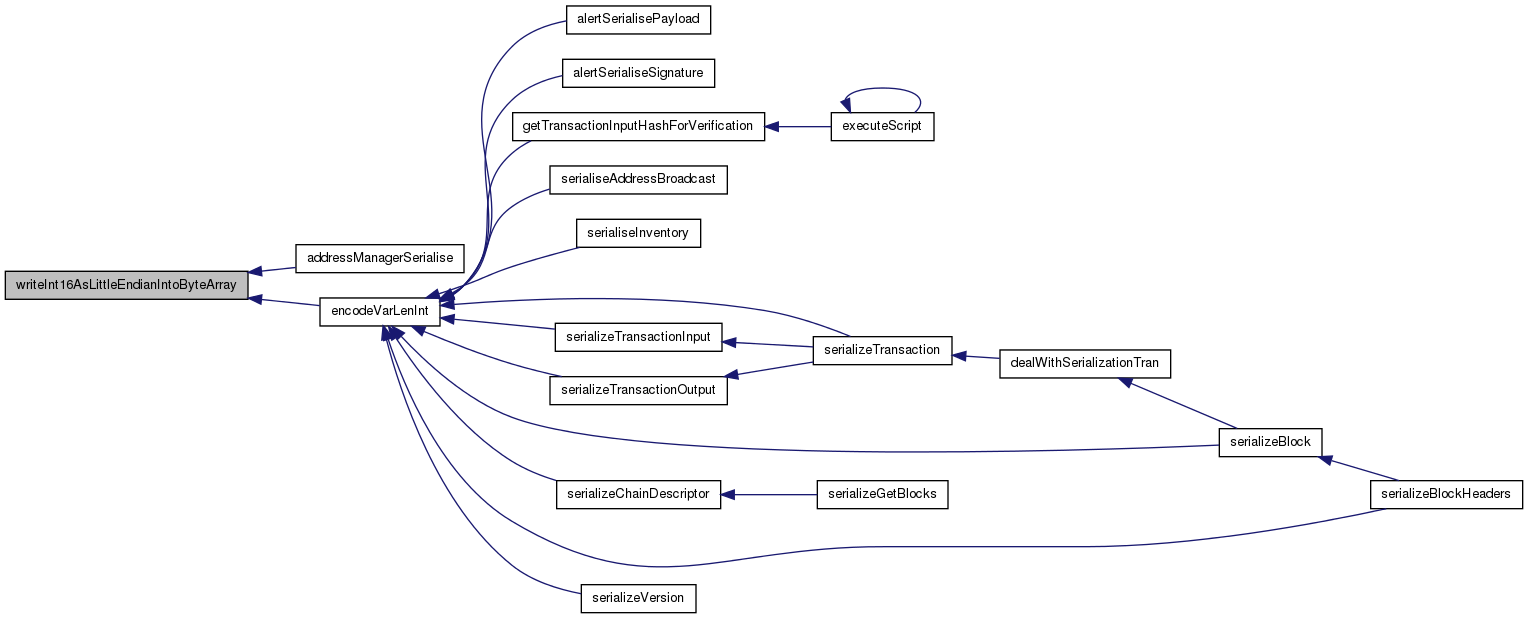 alertSerialisePayload
alertSerialiseSignature
getTransactionInputHashForVerification
executeScript
serialiseAddressBroadcast
serialiseInventory
addressManagerSerialise
writeInt16AsLittleEndianIntoByteArray
encodeVarLenInt
serializeTransactionInput
serializeTransaction
dealWithSerializationTran
serializeTransactionOutput
serializeBlock
serializeChainDescriptor
serializeGetBlocks
serializeBlockHeaders
serializeVersion